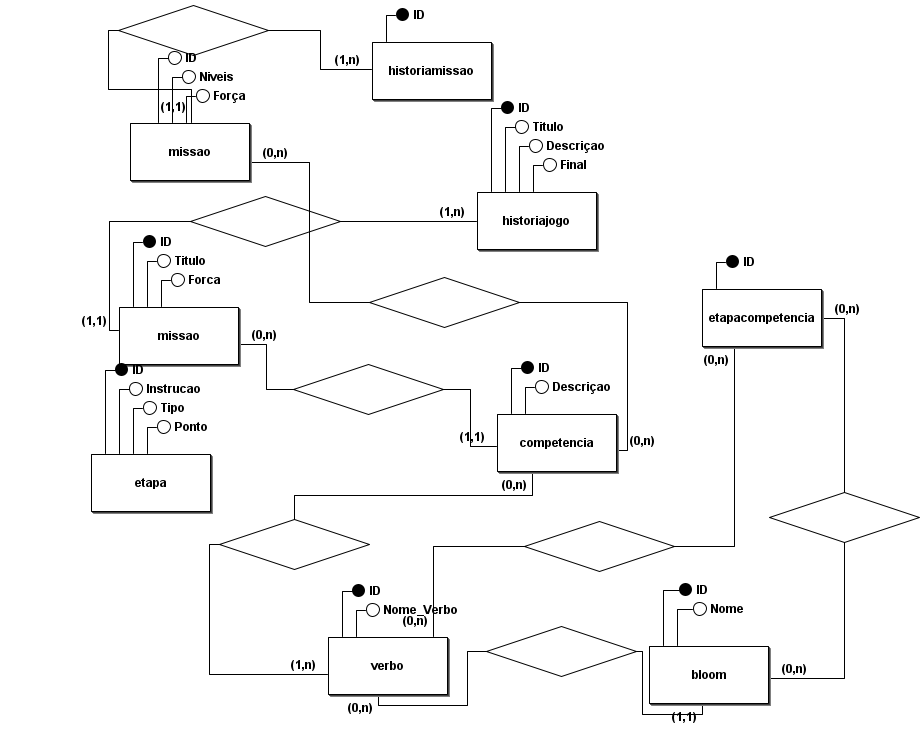 ID
(1,n)
historiamissao
ID
Niveis
Força
(1,1)
missao
(0,n)
ID
Titulo
Descriçao
Final
(1,n)
historiajogo
ID
Titulo
Forca
(1,1)
missao
(0,n)
ID
etapacompetencia
(0,n)
(0,n)
ID
Instrucao
Tipo
Ponto
etapa
ID
Descriçao
(1,1)
competencia
(0,n)
(0,n)
ID
Nome_Verbo
(0,n)
(1,n)
verbo
(0,n)
ID
Nome
bloom
(0,n)
(1,1)